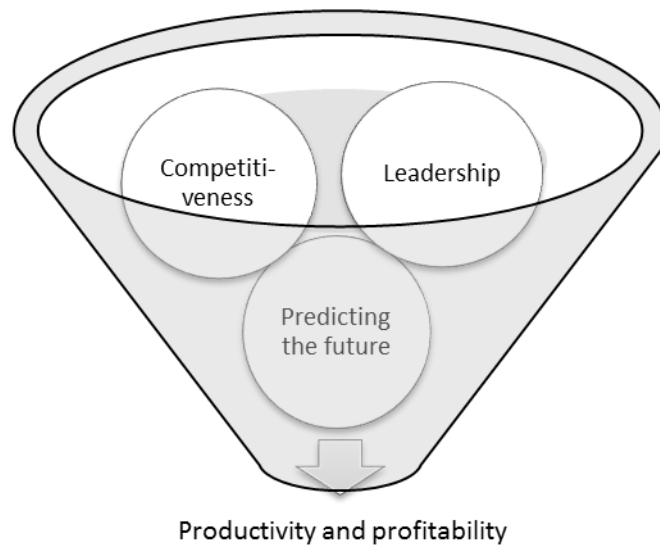 Competiti-
veness
Leadership
Predicting
the future
Productivity and profitability